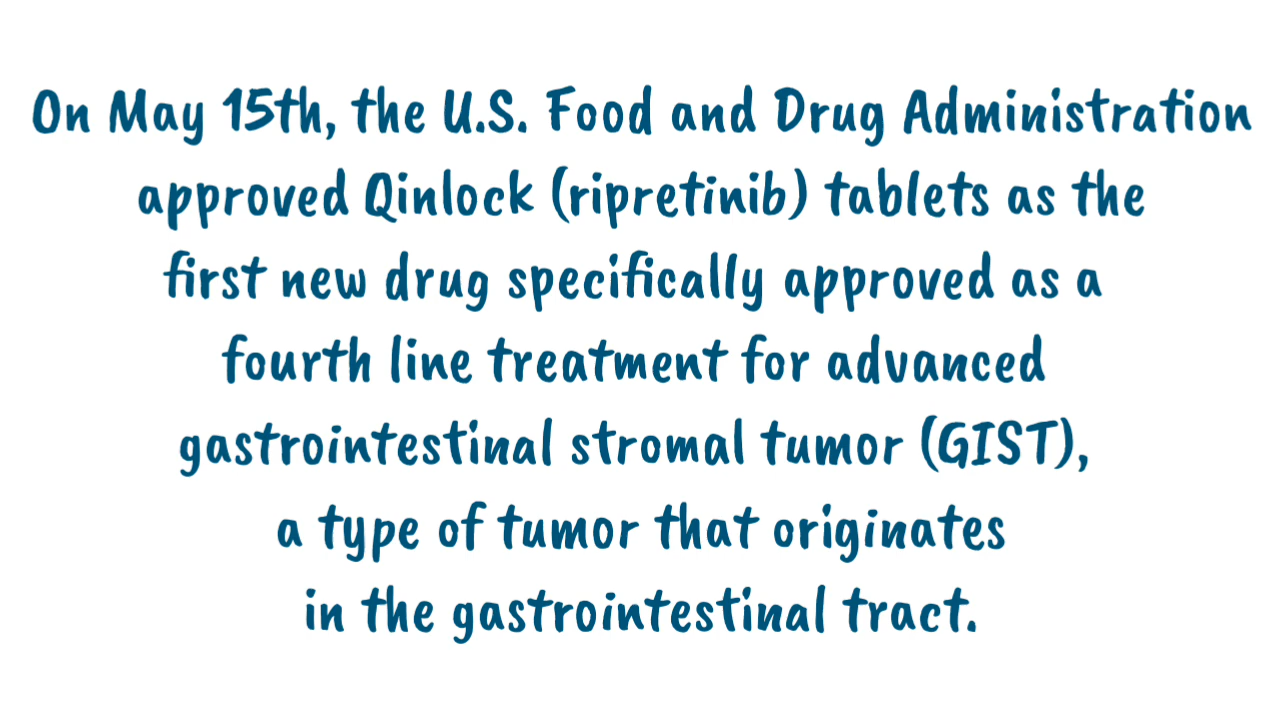 On May 15th, the U.S. Food and Drug Administration
approved Qinlock (ripretinib) tablets as the
first new drug specifically approved as a
fourth line treatment for advanced
gastrointestinal stromal tumor (GIST),
a type of tumor that originates
in the gastrointestinal tract.